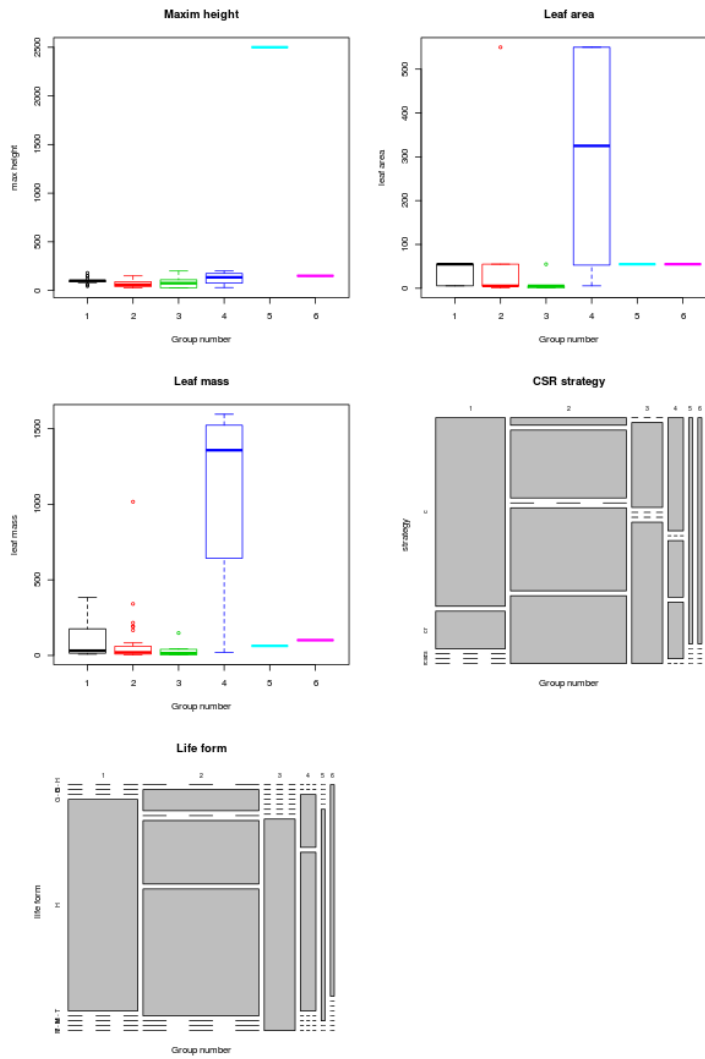 Maxim height
max height
0
500
1000
1500
2000
2500
1 2 3 4 5 6
Group number
Leaf area
leaf area
0
100
200
300
400
500
1 2 3 4 5 6
Group number
Leaf mass
leaf mass
0
500
1000
1500
1 2 3 4 5 6
Group number
CSR strategy
strategy
1 2 3 4 5 6
c
Group number
Life form
life form
1 2 3 4 5 6
H
Group number